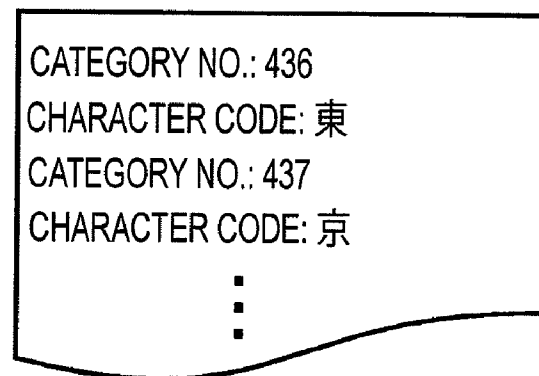 CATEGORY NO.: 436
CHARACTER CODE: 東
CATEGORY NO.: 437
CHARACTER CODE: 京